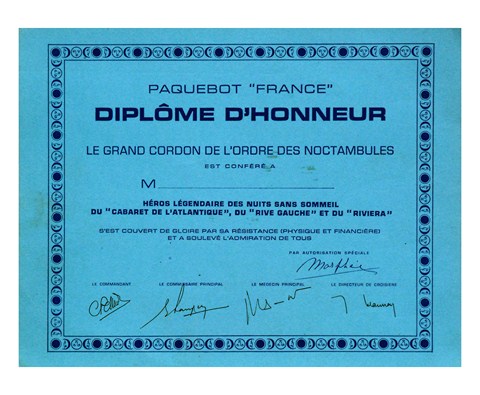 PAQUEBOT "FRANCE"
DIPLÔME D'HONNEUR
LE GRAND CORDON DE L'ORDRE DES NOCTAMBULES
EST CONFÉRÉ A
M
HÉROS LÉGENDAIRE DES NUITS SANS SOMMEIL
DU "CABARET DE L'ATLANTIQUE", DU "RIVE GAUCHE" ET DU "RIVIERA"
S'EST COUVERT DE GLOIRE PAR SA RÉSISTANCE (PHYSIQUE ET FINANCIÈRE)
ET A SOULEVÉ L'ADMIRATION DE TOUS
PAR AUTORISATION SPÉCIALE
Morphée
LE COMMANDANT LE COMMISSAIRE PRINCIPAL LE MEDECIN PRINCIPAL LE DIRECTEUR DE CROISIERE